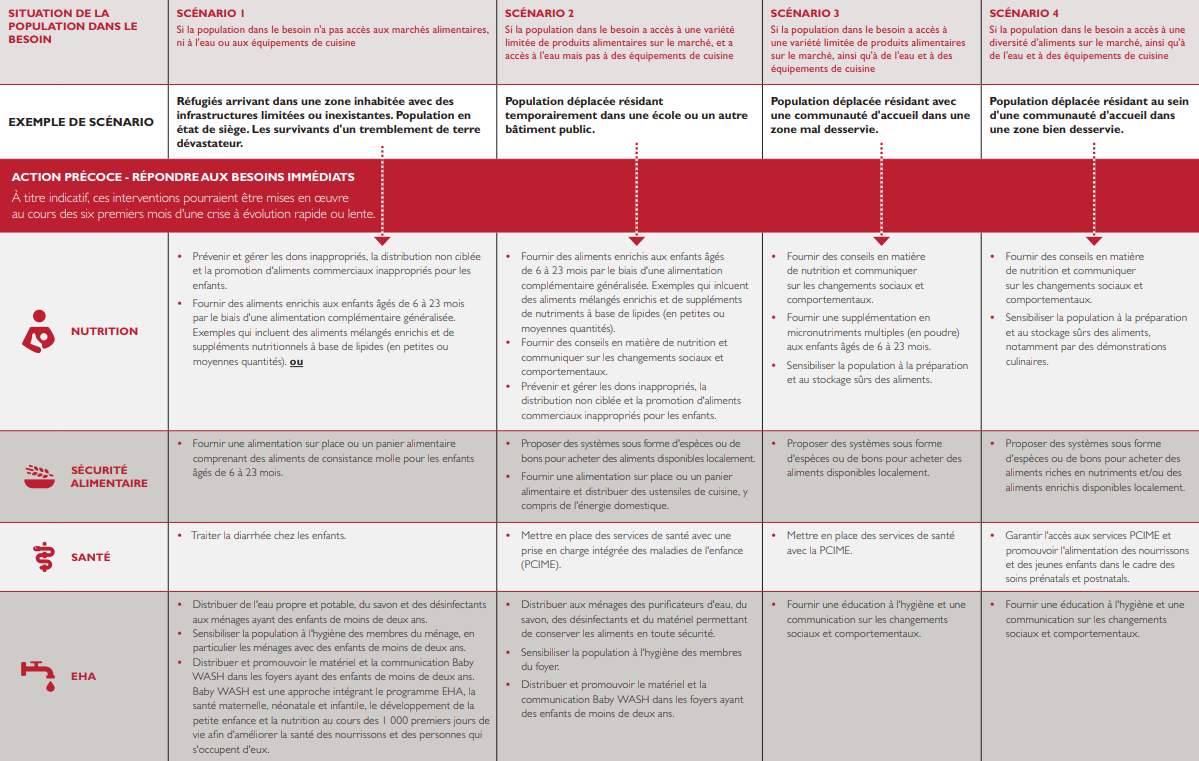 SITUATION DE LA
POPULATION DANS LE
BESOIN
SCÉNARIO 1
Si la population dans le besoin n'a pas accès aux marchés alimentaires,
ni à l'eau ou aux équipements de cuisine
SCÉNARIO 2
Si la population dans le besoin a accès à une variété
limitée de produits alimentaires sur le marché, et a
accès à l'eau mais pas à des équipements de cuisine
SCÉNARIO 3
Si la population dans le besoin a accès à
une variété limitée de produits alimentaires
sur le marché, ainsi qu'à de l'eau et à des
équipements de cuisine
SCÉNARIO 4
Si la population dans le besoin a accès à une
diversité d'aliments sur le marché, ainsi qu'à
de l'eau et à des équipements de cuisine
EXEMPLE DE SCÉNARIO
Réfugiés arrivant dans une zone inhabitée avec des
infrastructures limitées ou inexistantes. Population en
état de siège. Les survivants d'un tremblement de terre
dévastateur.
Population déplacée résidant
temporairement dans une école ou un autre
bâtiment public.
Population déplacée résidant avec
une communauté d'accueil dans une
zone mal desservie.
Population déplacée résidant au sein
d'une communauté d'accueil dans
une zone bien desservie.
ACTION PRÉCOCE - RÉPONDRE AUX BESOINS IMMÉDIATS
À titre indicatif, ces interventions pourraient être mises en œuvre
au cours des six premiers mois d'une crise à évolution rapide ou lente.
NUTRITION
• Prévenir et gérer les dons inappropriés, la distribution non ciblée
et la promotion d'aliments commerciaux inappropriés pour les
enfants.
• Fournir des aliments enrichis aux enfants âgés de 6 à 23 mois
par le biais d'une alimentation complémentaire généralisée.
Exemples qui incluent des aliments mélangés enrichis et de
suppléments nutritionnels à base de lipides (en petites ou
moyennes quantités). ou
• Fournir des aliments enrichis aux enfants âgés
de 6 à 23 mois par le biais d'une alimentation
complémentaire généralisée. Exemples qui inlcuent
des aliments mélangés enrichis et de suppléments
de nutriments à base de lipides (en petites ou
moyennes quantités).
• Fournir des conseils en matière de nutrition et
communiquer sur les changements sociaux et
comportementaux.
• Prévenir et gérer les dons inappropriés, la
distribution non ciblée et la promotion d'aliments
commerciaux inappropriés pour les enfants.
• Fournir des conseils en matière
de nutrition et communiquer
sur les changements sociaux et
comportementaux.
• Fournir une supplémentation en
micronutriments multiples (en poudre)
aux enfants âgés de 6 à 23 mois.
• Sensibiliser la population à la préparation
et au stockage sûrs des aliments.
• Fournir des conseils en matière
de nutrition et communiquer
sur les changements sociaux et
comportementaux.
• Sensibiliser la population à la préparation
et au stockage sûrs des aliments,
notamment par des démonstrations
culinaires.
SÉCURITÉ
ALIMENTAIRE
• Fournir une alimentation sur place ou un panier alimentaire
comprenant des aliments de consistance molle pour les enfants
âgés de 6 à 23 mois.
• Proposer des systèmes sous forme d'espèces ou de
bons pour acheter des aliments disponibles localement.
• Fournir une alimentation sur place ou un panier
alimentaire et distribuer des ustensiles de cuisine, y
compris de l'énergie domestique.
• Proposer des systèmes sous forme
d'espèces ou de bons pour acheter des
aliments disponibles localement.
• Proposer des systèmes sous forme
d'espèces ou de bons pour acheter des
aliments riches en nutriments et/ou des
aliments enrichis disponibles localement.
SANTÉ
• Traiter la diarrhée chez les enfants.
• Mettre en place des services de santé avec une
prise en charge intégrée des maladies de l'enfance
(PCIME).
• Mettre en place des services de santé
avec la PCIME.
• Garantir l'accès aux services PCIME et
promouvoir l'alimentation des nourrissons
et des jeunes enfants dans le cadre des
soins prénatals et postnatals.
EHA
• Distribuer de l'eau propre et potable, du savon et des désinfectants
aux ménages ayant des enfants de moins de deux ans.
• Sensibiliser la population à l'hygiène des membres du ménage, en
particulier les ménages avec des enfants de moins de deux ans.
• Distribuer et promouvoir le matériel et la communication Baby
WASH dans les foyers ayant des enfants de moins de deux ans.
Baby WASH est une approche intégrant le programme EHA, la
santé maternelle, néonatale et infantile, le développement de la
petite enfance et la nutrition au cours des 1 000 premiers jours de
vie afin d'améliorer la santé des nourrissons et des personnes qui
s'occupent d'eux.
• Distribuer aux ménages des purificateurs d'eau, du
savon, des désinfectants et du matériel permettant
de conserver les aliments en toute sécurité.
• Sensibiliser la population à l'hygiène des membres
du foyer.
• Distribuer et promouvoir le matériel et la
communication Baby WASH dans les foyers ayant
des enfants de moins de deux ans.
• Fournir une éducation à l'hygiène et une
communication sur les changements
sociaux et comportementaux.
• Fournir une éducation à l'hygiène et une
communication sur les changements
sociaux et comportementaux.